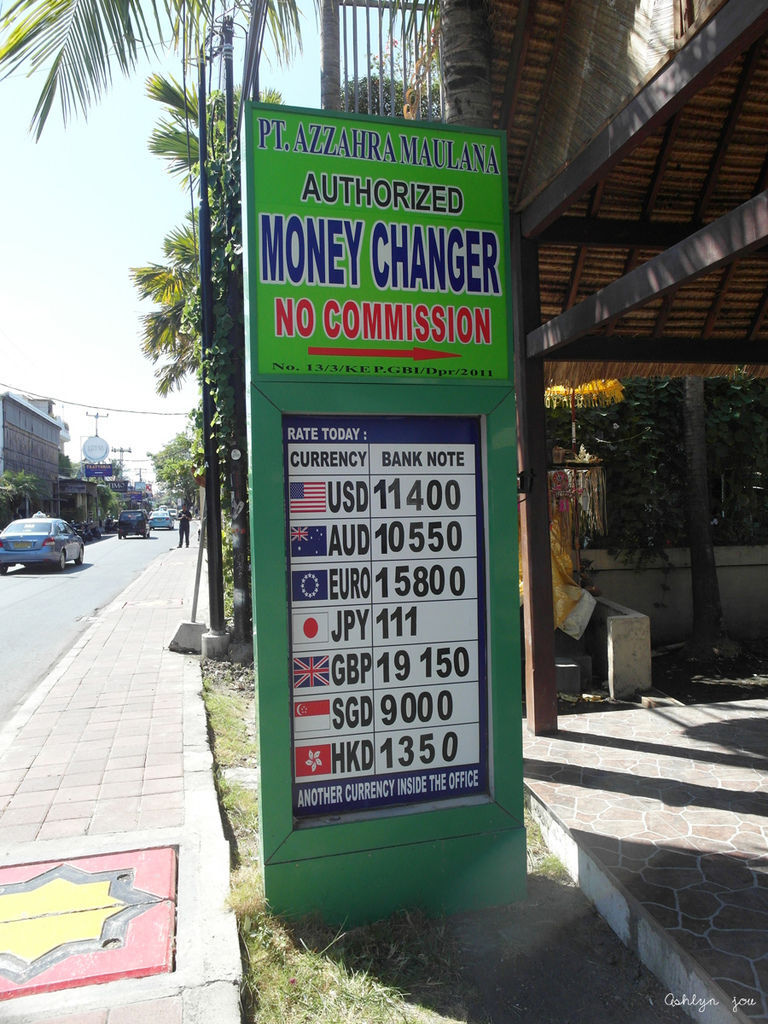 PT. AZZAHRA MAULANA
AUTHORIZED
MONEY CHANGER
NO COMMISSION
No. 13/3/KEP.GBI/Dpr/2011
RATE TODAY :
CURRENCY BANK NOTE
USD 11400
AUD 10550
EURO 15800
JPY 111
GBP 19 150
SGD 9000
HKD 1350
ANOTHER CURRENCY INSIDE THE OFFICE
Ashlyn jou